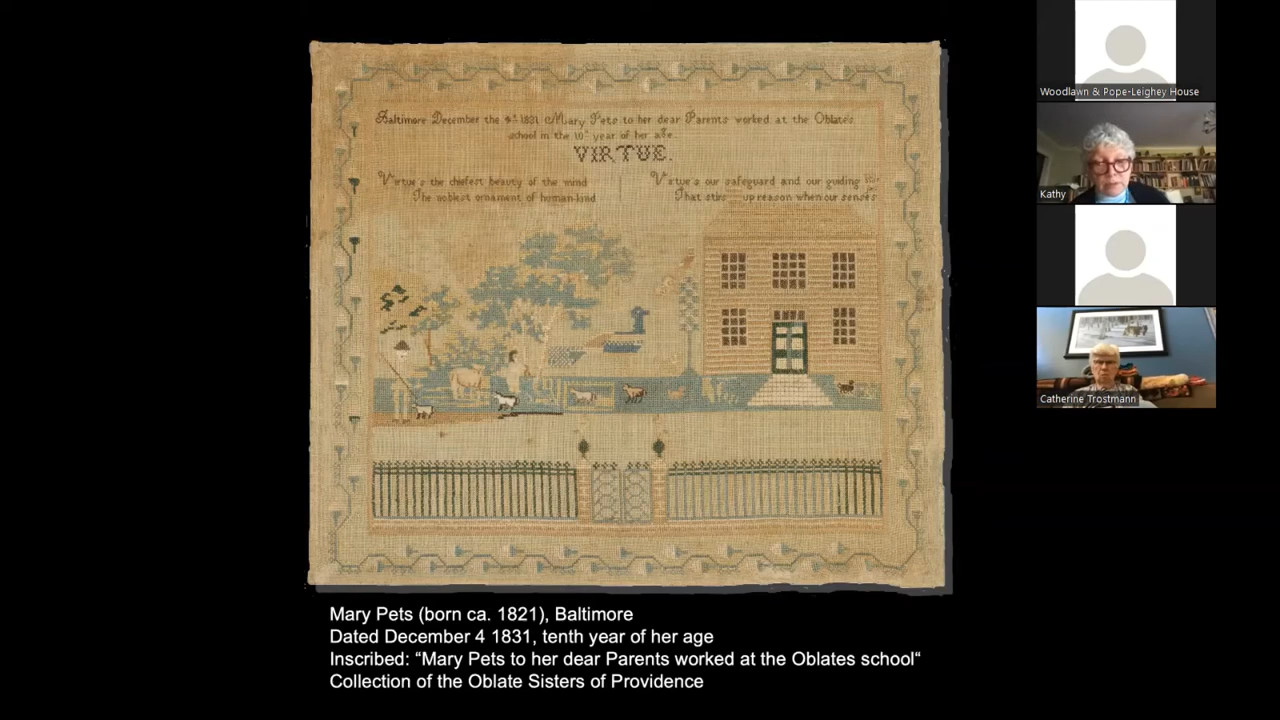 Baltimore December the 4th 1831 Mary Pets to her dear Parents worked at the Oblates
school in the 10th year of her age
VIRTUE.
Virtue's the chiefest beauty of the mind
The noblest ornament of human-kind
Virtue's our safeguard and our guiding
That stirs up reason when our senses
Mary Pets (born ca. 1821), Baltimore
Dated December 4 1831, tenth year of her age
Inscribed: “Mary Pets to her dear Parents worked at the Oblates school“
Collection of the Oblate Sisters of Providence
Woodlawn & Pope-Leighey House
Kathy
Catherine Trostmann